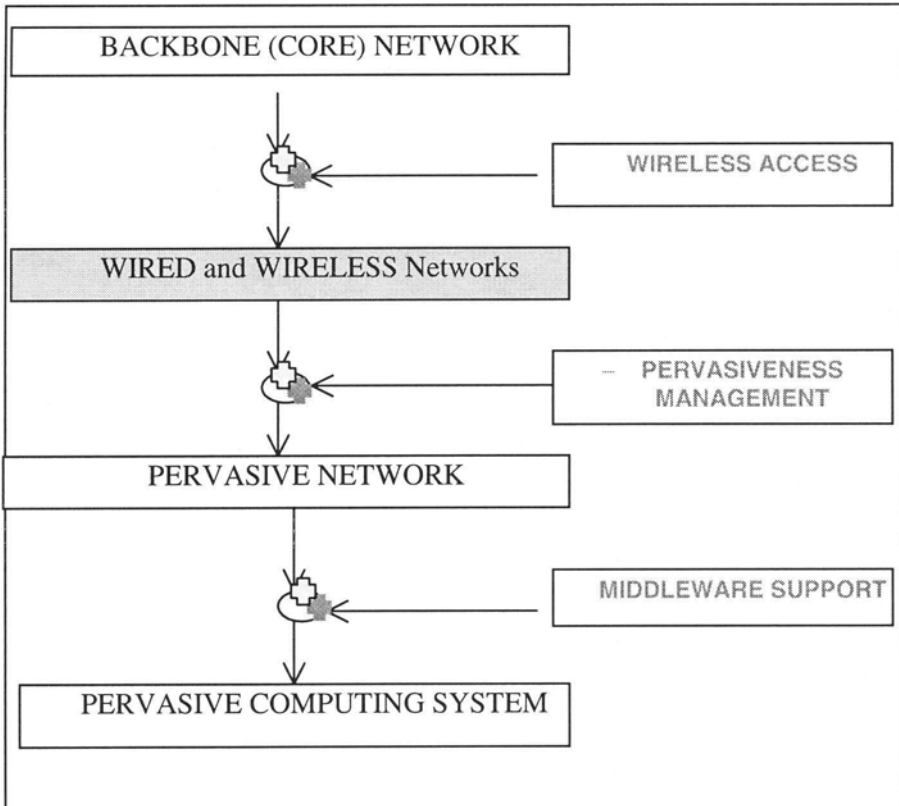 BACKBONE (CORE) NETWORK
WIRELESS ACCESS
WIRED and WIRELESS Networks
PERVASIVENESS
MANAGEMENT
PERVASIVE NETWORK
MIDDLEWARE SUPPORT
PERVASIVE COMPUTING SYSTEM